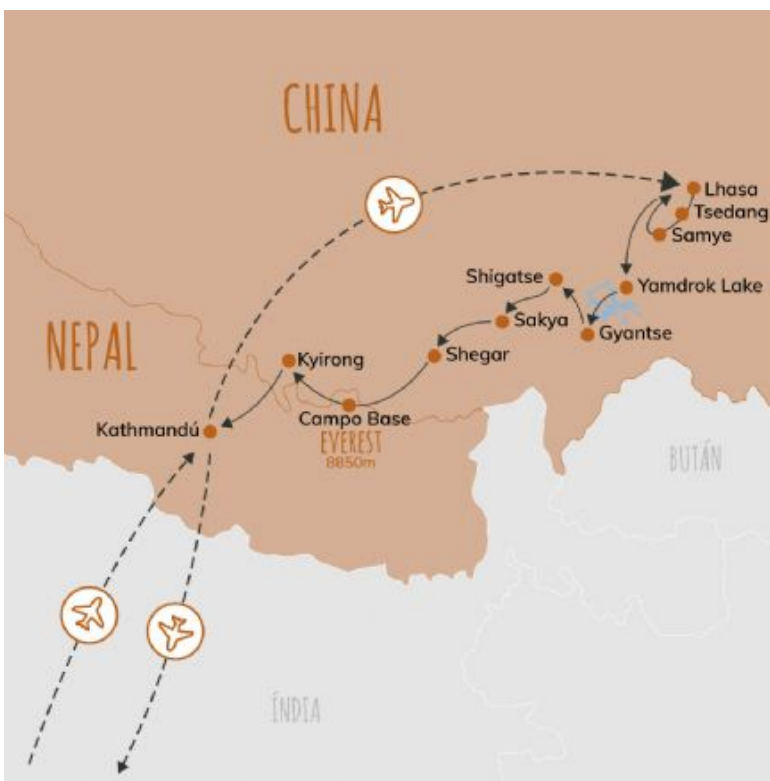 CHINA
Lhasa
Tsedang
Samye
Shigatse
Yamdrok Lake
Sakya
Gyantse
NEPAL
Shegar
Kyirong
Campo Base
EVEREST
8850m
Kathmandú
BUTÁN
ÍNDIA